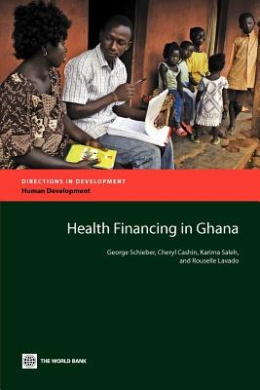 DIRECTIONS IN DEVELOPMENT
Human Development
Health Financing in Ghana
George Schieber, Cheryl Cashin, Karima Saleh,
and Rouselle Lavado
THE WORLD BANK